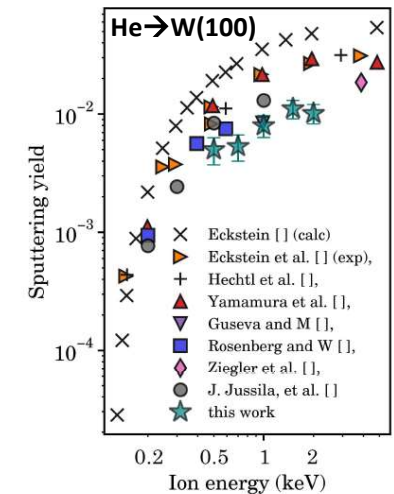 He→W(100)
Sputtering yield
10⁻²
10⁻³
10⁻⁴
Eckstein [ ] (calc)
Eckstein et al. [ ] (exp),
Hechtl et al. [ ],
Yamamura et al. [ ],
Guseva and M [ ],
Rosenberg and W [ ],
Ziegler et al. [ ],
J. Jussila, et al. [ ]
this work
0.2 0.5 1 2
Ion energy (keV)